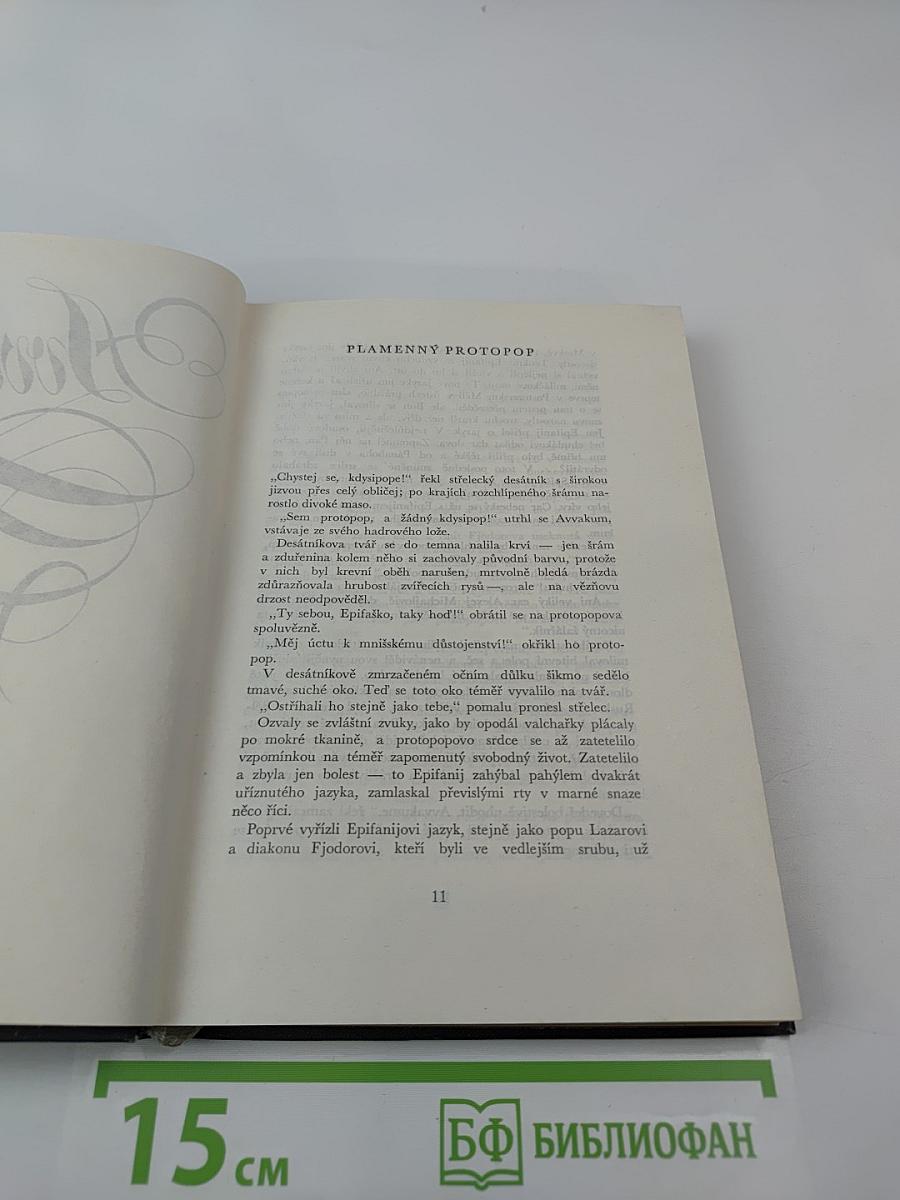 PLAMENNÝ PROTOPOP
„Chystej se, kdysipope!“ řekl střelecký desátník s širokou
jizvou přes celý obličej; po krajích rozchlípeného šrámu na-
rostlo divoké maso.
„Sem protopop, a žádný kdysipop!“ utrhl se Avvakum,
vstávaje ze svého hadrového lože.
Desátníkova tvář se do temna nalila krví — jen šrám
a zduřenina kolem něho si zachovaly původní barvu, protože
v nich byl krevní oběh narušen, mrtvolně bledá brázda
zdůrazňovala hrubost zvířecích rysů —, ale na vězňovu
drzost neodpověděl.
„Ty sebou, Epifaško, taky hoď!“ obrátil se na protopopova
spoluvězně.
„Měj úctu k mnišskému důstojenství!“ okřikl ho proto-
pop.
V desátníkově zmrzačeném očním důlku šikmo sedělo
tmavé, suché oko. Teď se toto oko téměř vyvalilo na tvář.
„Ostříhali ho stejně jako tebe,“ pomalu pronesl střelec.
Ozvaly se zvláštní zvuky, jako by opodál valchařky plácaly
po mokré tkanině, a protopopovo srdce se až zatetelilo
vzpomínkou na téměř zapomenutý svobodný život. Zatetelilo
a zbyla jen bolest — to Epifanij zahýbal pahýlem dvakrát
uříznutého jazyka, zamlaskal převislými rty v marné snaze
něco říci.
Poprvé vyřízli Epifanijovi jazyk, stejně jako popu Lazarovi
a diakonu Fjodorovi, kteří byli ve vedlejším srubu, už
11
15 см
БФ БИБЛИОФАН